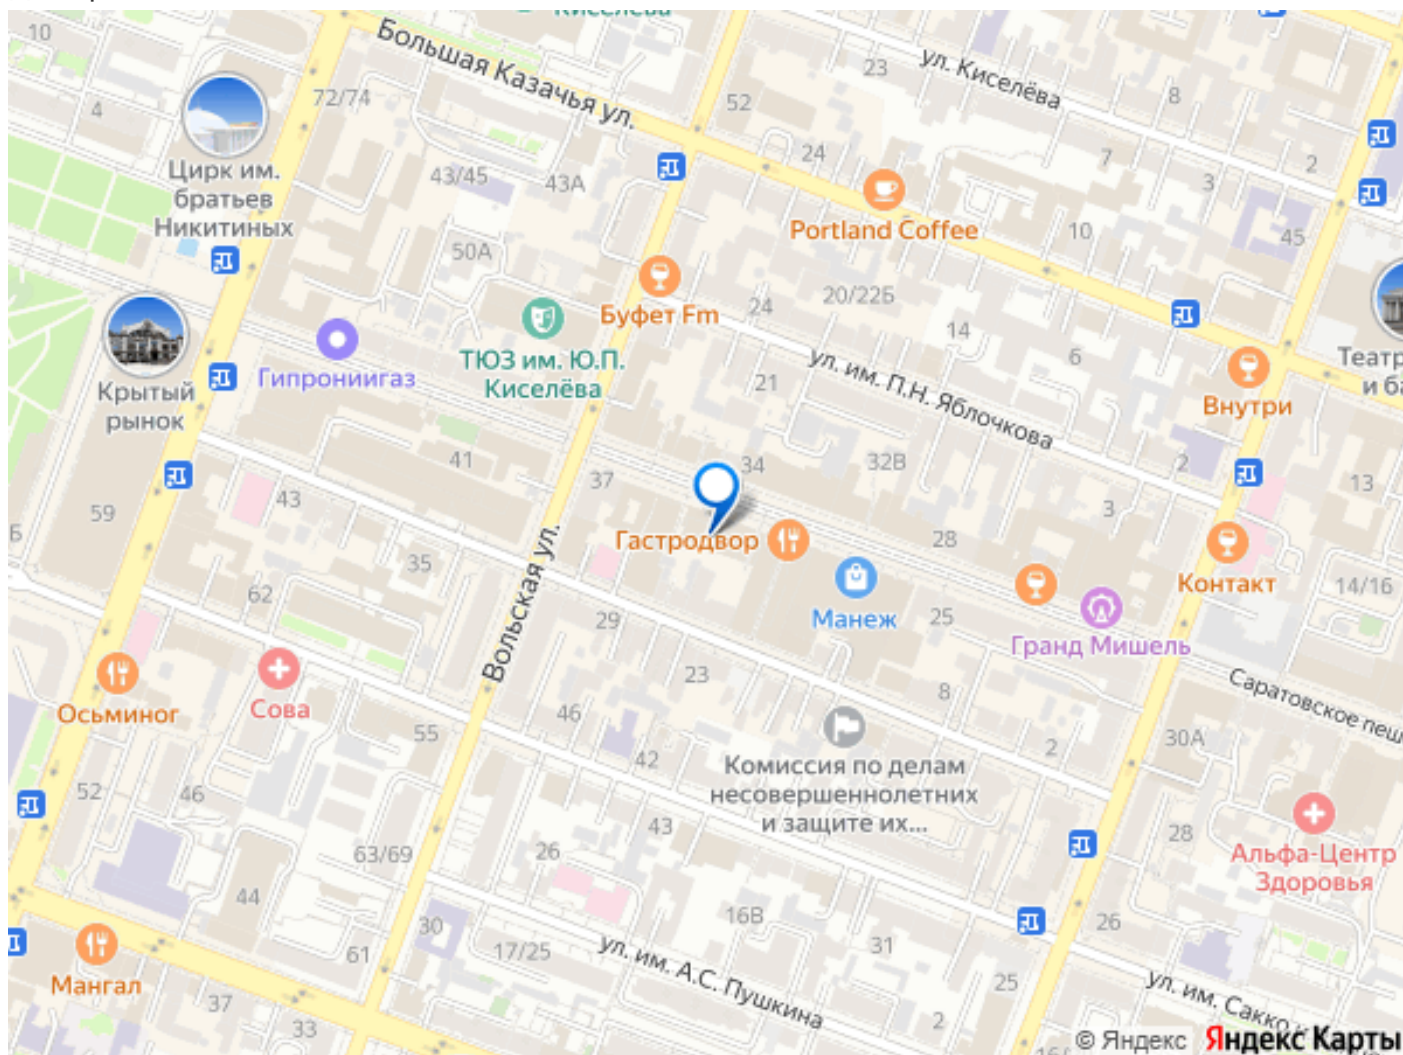 Киселёва
10
Большая Казачья ул.
ул. Киселёва
23
8
72/74
52
4
24
7
2
Цирк им.
братьев
Никитиных
43/45
43А
3
Portland Coffee
10
45
50А
Буфет Fm
24
20/22Б
14
6
ТЮЗ им. Ю.П.
Киселёва
Гипрониигаз
Крытый
рынок
ул. им. П.Н. Яблочкова
21
Внутри
41
37
34
32В
2
13
43
59
3
Гастродвор
28
Вольская ул.
35
62
Манеж
25
Контакт
14/16
29
Гранд Мишель
23
8
Саратовское пеш
Осьминог
Сова
46
55
42
2
30А
Комиссия по делам
несовершеннолетних
и защите их...
52
46
43
28
63/69
26
Альфа-Центр
Здоровья
44
16В
30
26
61
17/25
31
ул. им. А.С. Пушкина
Мангал
25
ул. им. Сакко
37
33
2
© Яндекс Яндекс Карты